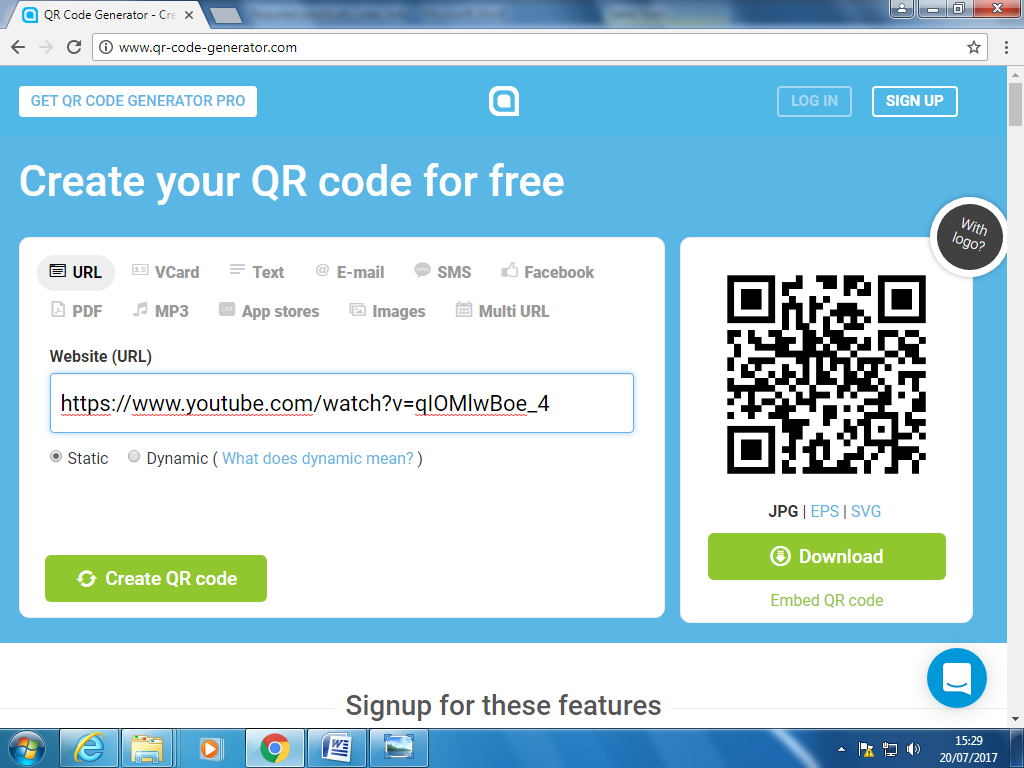 QR Code Generator - Cre
www.qr-code-generator.com
GET QR CODE GENERATOR PRO
LOG IN
SIGN UP
Create your QR code for free
With
logo?
URL VCard Text E-mail SMS Facebook
PDF MP3 App stores Images Multi URL
Website (URL)
https://www.youtube.com/watch?v=qIOMlwBoe_4
Static Dynamic ( What does dynamic mean? )
JPG | EPS | SVG
Create QR code
Download
Embed QR code
Signup for these features
15:29
20/07/2017